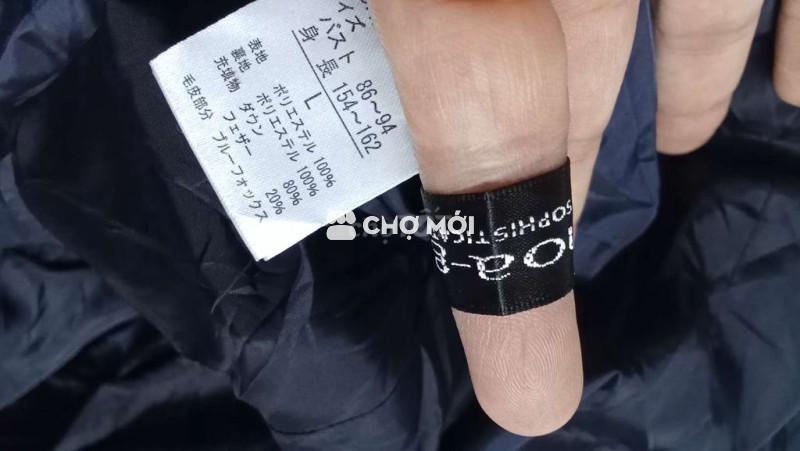 サイズ L
バスト 86～94
身 長 154～162
表地 ポリエステル 100%
裏地 ポリエステル 100%
充填物 ダウン 80%
フェザー 20%
毛皮部分 ブルーフォックス
CHỢ MỚI